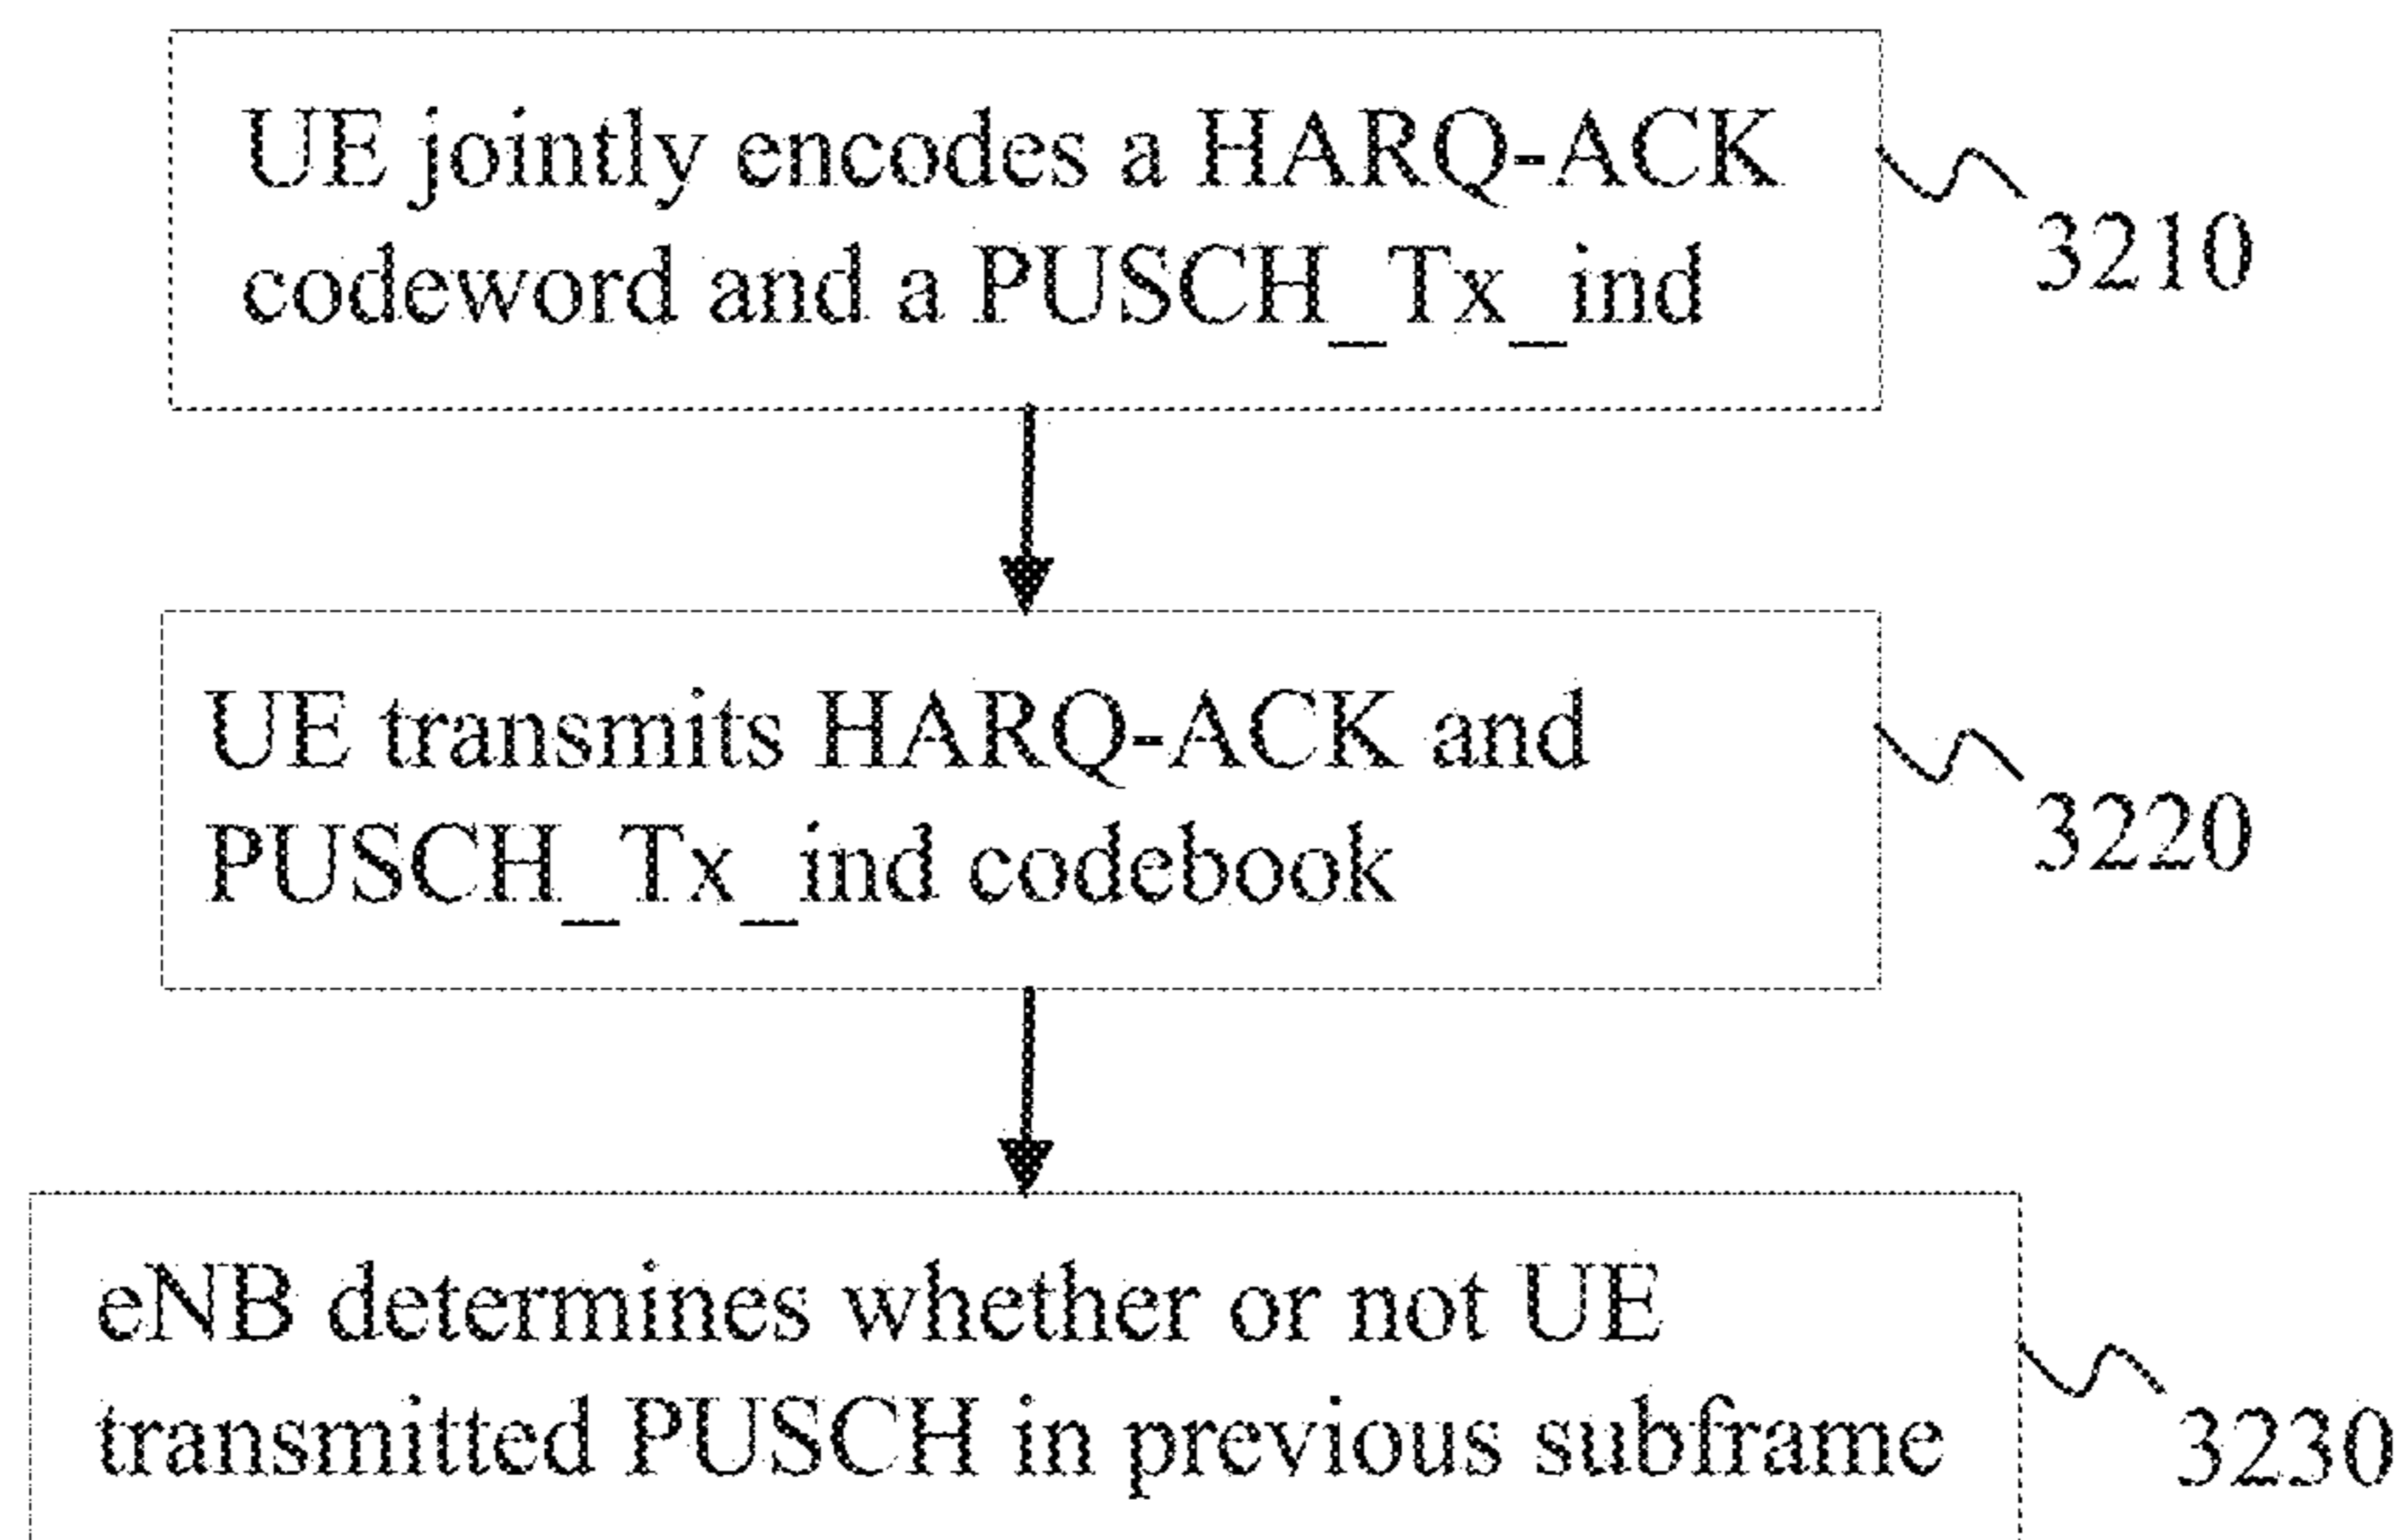 UE jointly encodes a HARQ-ACK
codeword and a PUSCH_Tx_ind
3210
UE transmits HARQ-ACK and
PUSCH_Tx_ind codebook
3220
eNB determines whether or not UE
transmitted PUSCH in previous subframe
3230